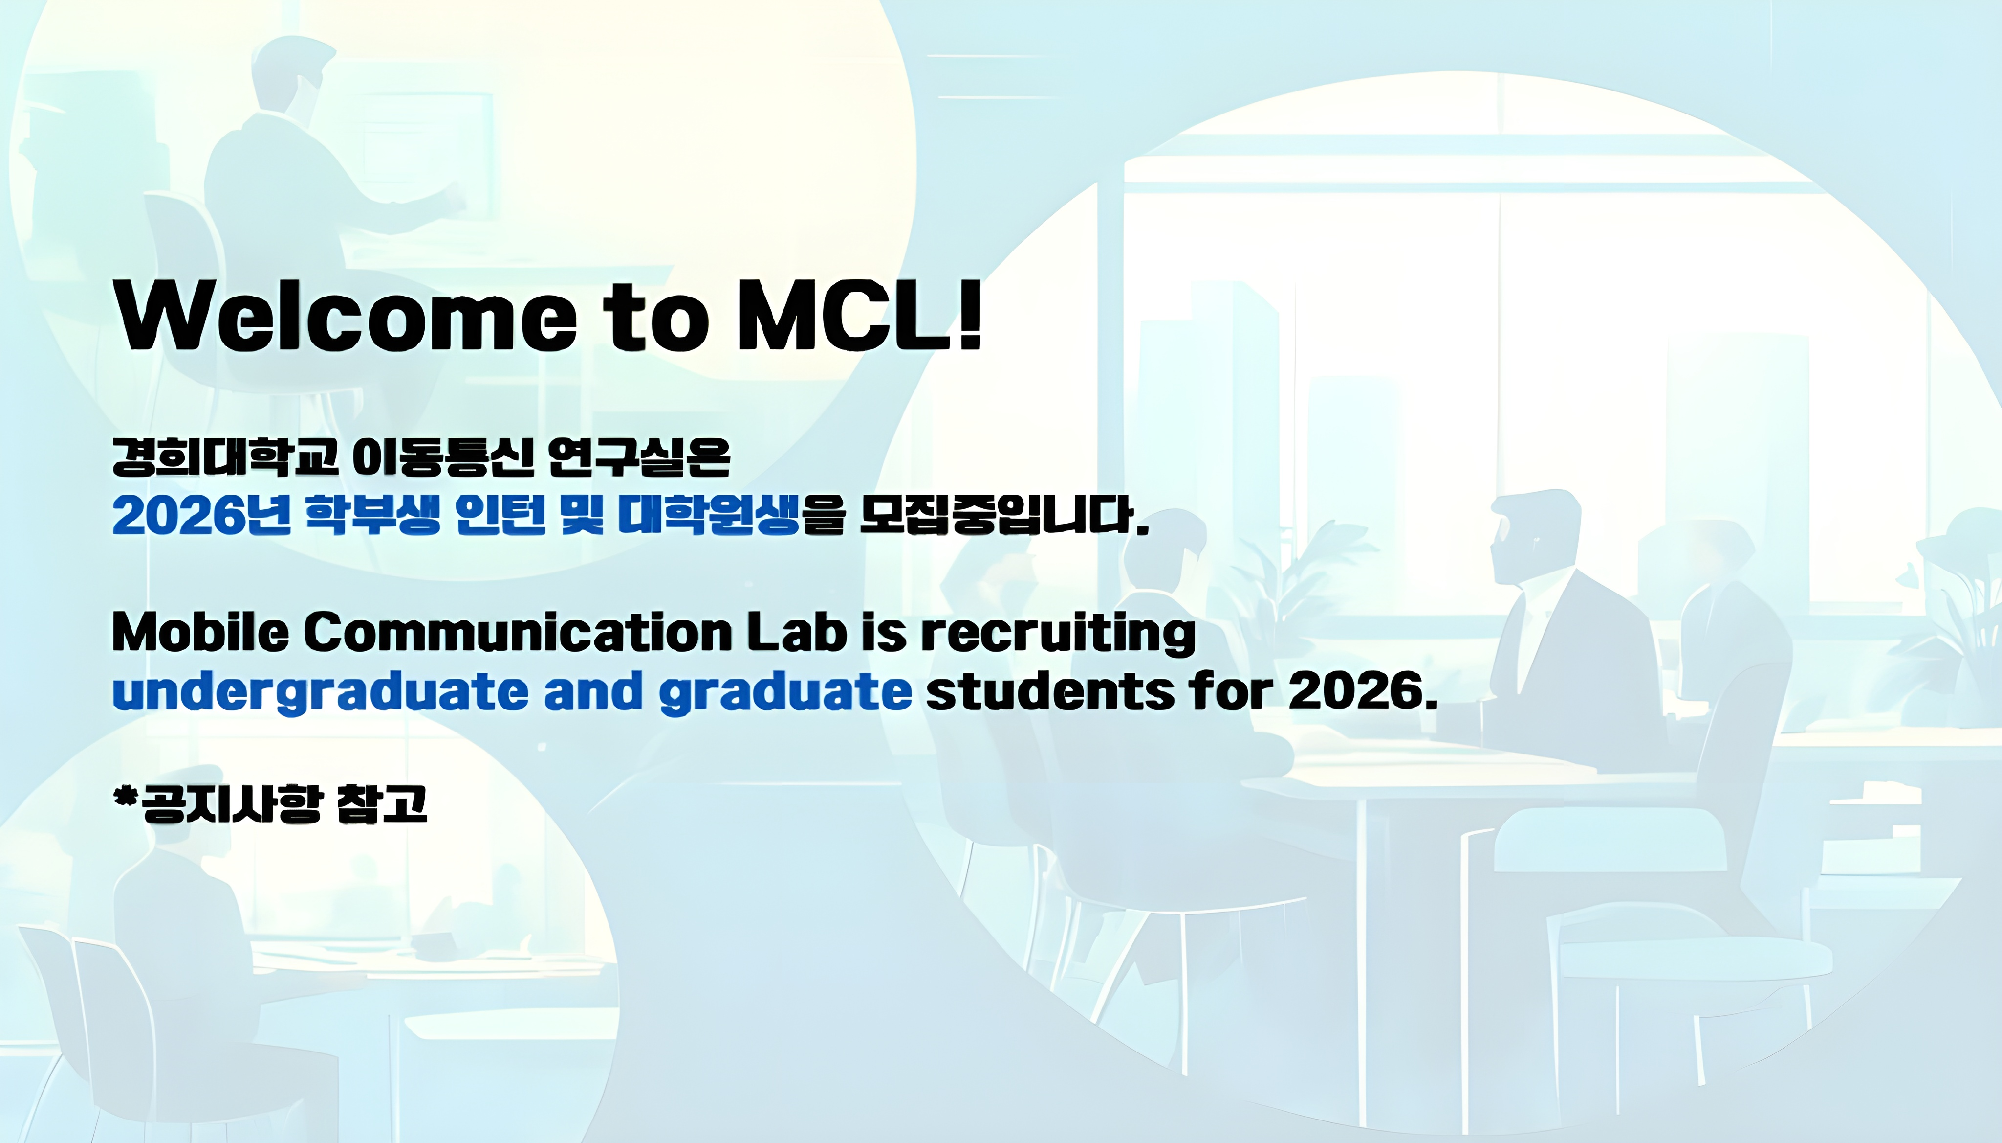 Welcome to MCL!
경희대학교 이동통신 연구실은
2026년 학부생 인턴 및 대학원생을 모집중입니다.
Mobile Communication Lab is recruiting
undergraduate and graduate students for 2026.
*공지사항 참고